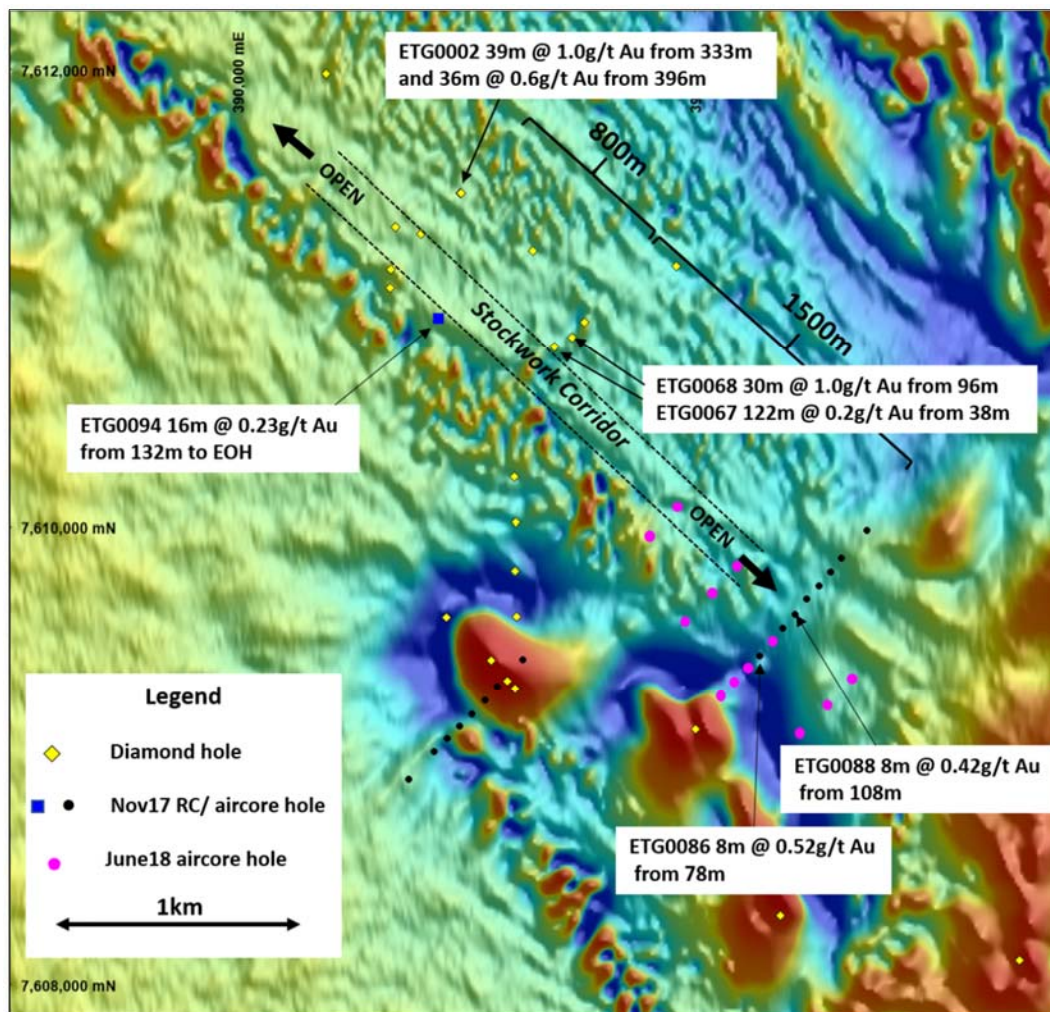 ETG0002 39m @ 1.0g/t Au from 333m
and 36m @ 0.6g/t Au from 396m
7,612,000 mN
390,000 mE
800m
OPEN
1500m
Stockwork Corridor
ETG0068 30m @ 1.0g/t Au from 96m
ETG0067 122m @ 0.2g/t Au from 38m
ETG0094 16m @ 0.23g/t Au
from 132m to EOH
7,610,000 mN
OPEN
Legend
Diamond hole
Nov17 RC/ aircore hole
June18 aircore hole
1km
ETG0088 8m @ 0.42g/t Au
from 108m
ETG0086 8m @ 0.52g/t Au
from 78m
7,608,000 mN